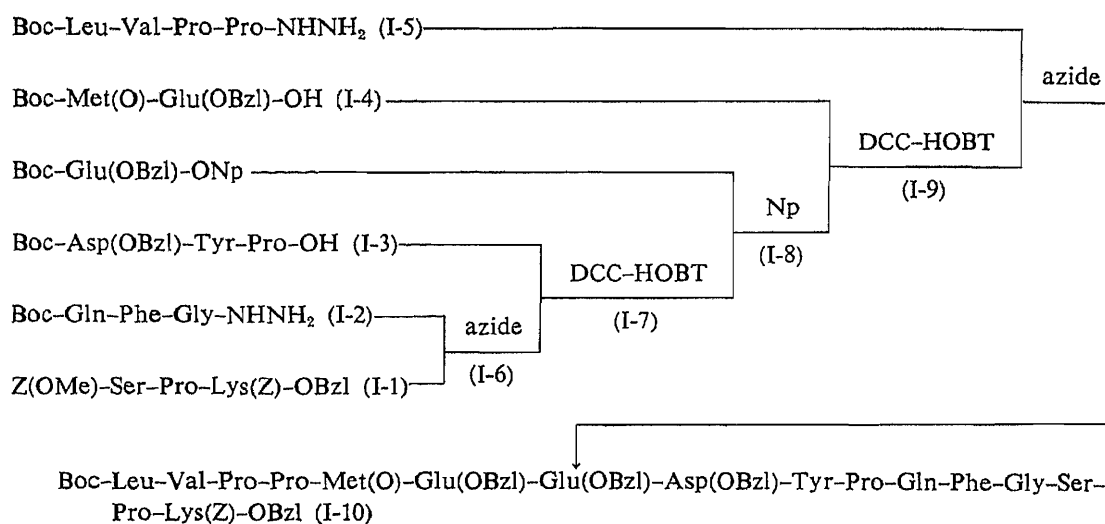 Boc–Leu–Val–Pro–Pro–NHNH₂ (I-5)
azide
Boc–Met(O)–Glu(OBzl)–OH (I-4)
DCC–HOBT
(I-9)
Boc–Glu(OBzl)–ONp
Np
(I-8)
Boc–Asp(OBzl)–Tyr–Pro–OH (I-3)
DCC–HOBT
(I-7)
Boc–Gln–Phe–Gly–NHNH₂ (I-2)
azide
(I-6)
Z(OMe)–Ser–Pro–Lys(Z)–OBzl (I-1)
Boc–Leu–Val–Pro–Pro–Met(O)–Glu(OBzl)–Glu(OBzl)–Asp(OBzl)–Tyr–Pro–Gln–Phe–Gly–Ser–
Pro–Lys(Z)–OBzl (I-10)